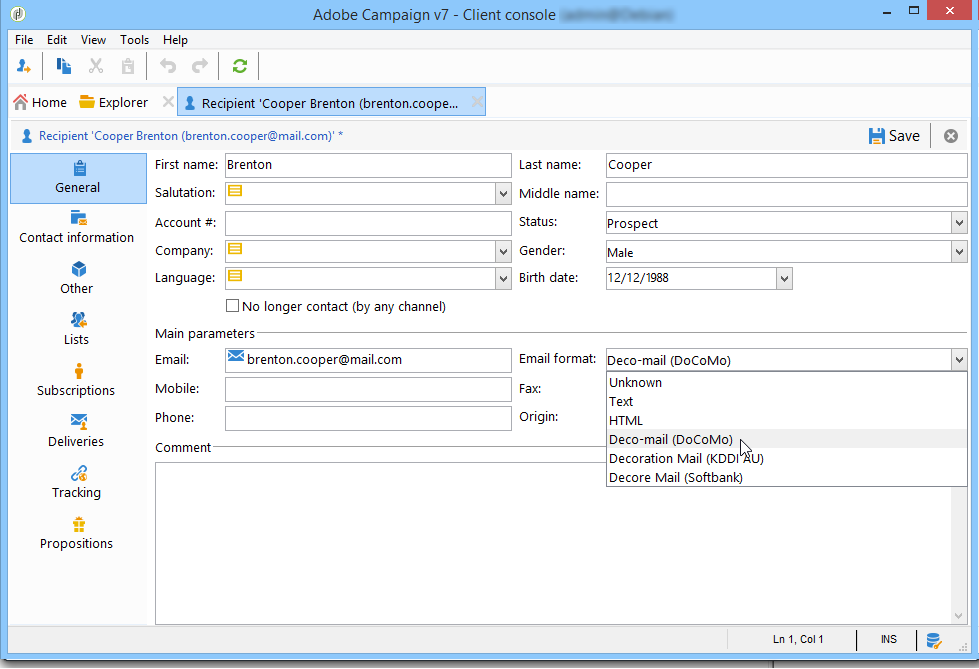 Adobe Campaign v7 - Client console
File Edit View Tools Help
Home Explorer Recipient 'Cooper Brenton (brenton.coope...
Recipient 'Cooper Brenton (brenton.cooper@mail.com)' * Save
General
Contact information
Other
Lists
Subscriptions
Deliveries
Tracking
Propositions
First name: Brenton Last name: Cooper
Salutation: Middle name:
Account #: Status: Prospect
Company: Gender: Male
Language: Birth date: 12/12/1988
No longer contact (by any channel)
Main parameters
Email: brenton.cooper@mail.com Email format: Deco-mail (DoCoMo)
Mobile: Fax:
Phone: Origin:
Unknown
Text
HTML
Deco-mail (DoCoMo)
Decoration Mail (KDDI AU)
Decore Mail (Softbank)
Comment
Ln 1, Col 1 INS